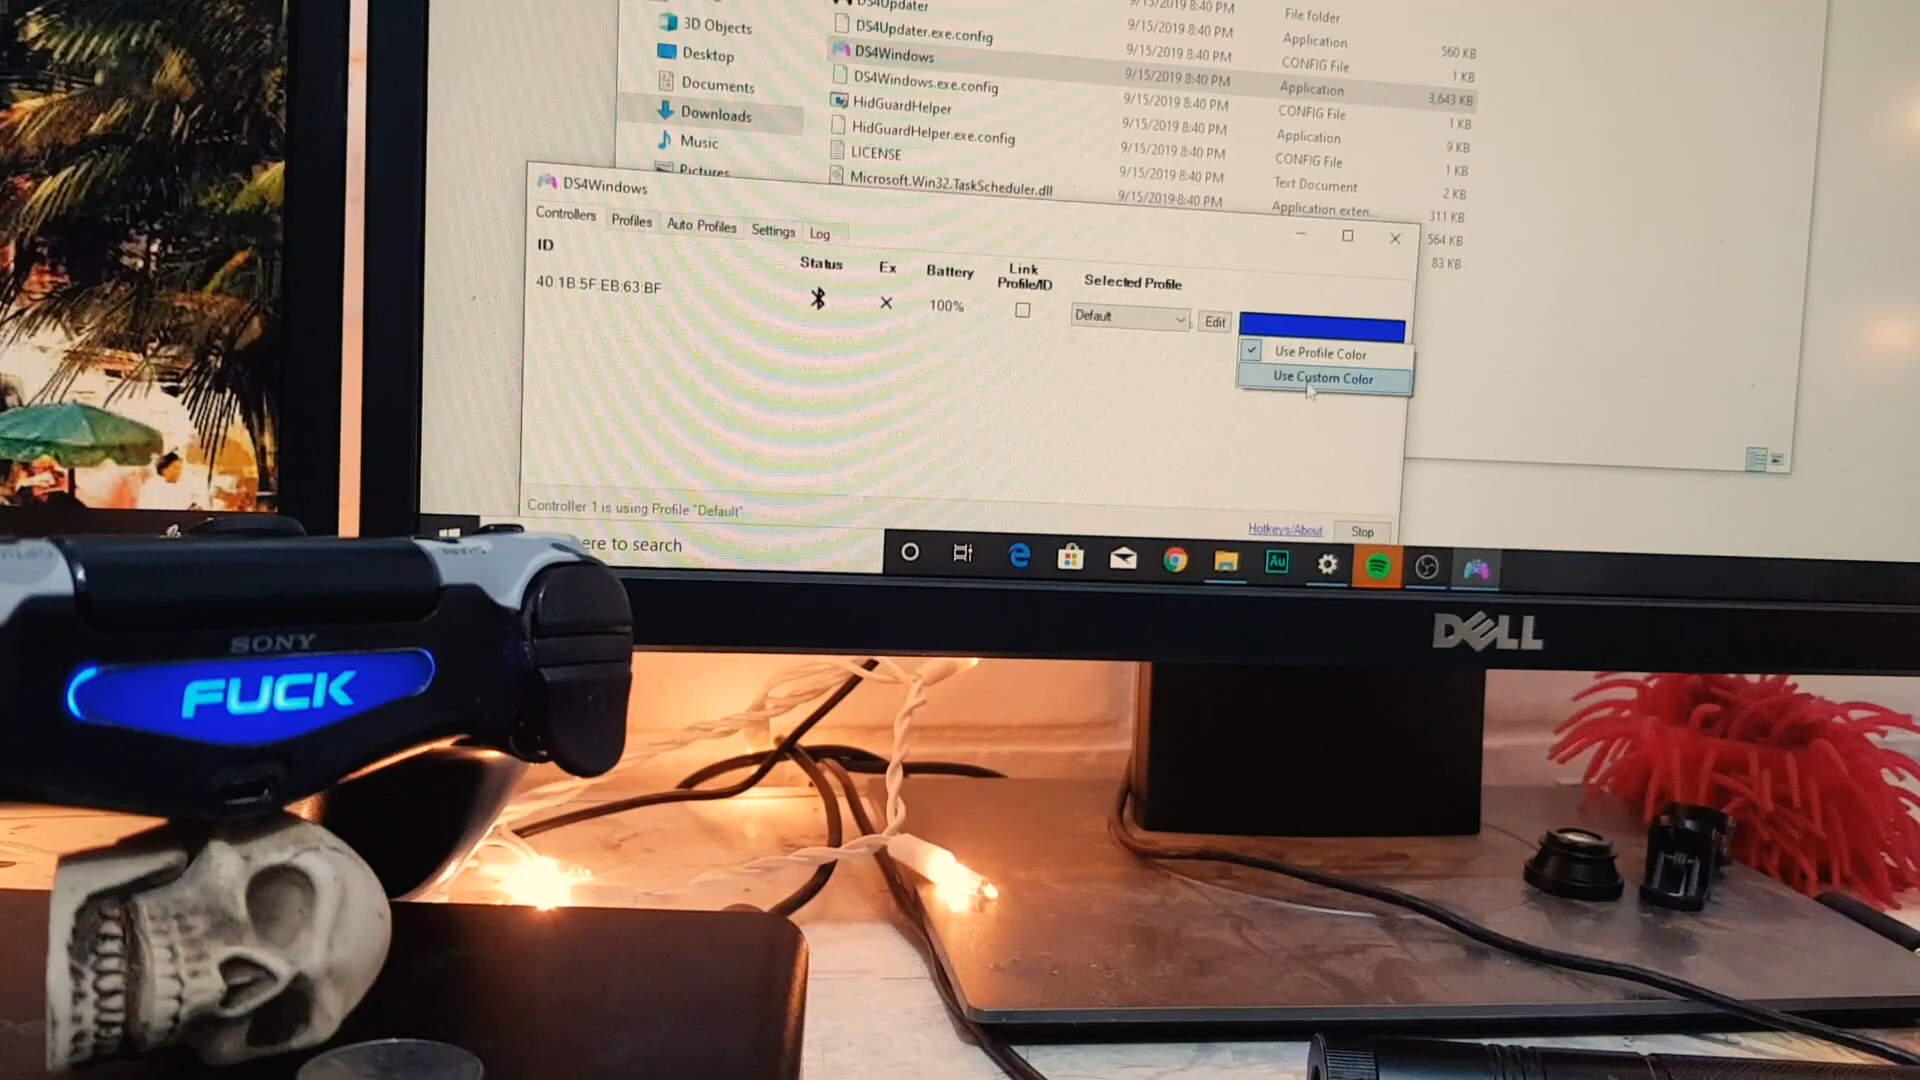 3D Objects
Desktop
Documents
Downloads
Music
Pictures
DS4Updater
DS4Updater.exe.config
DS4Windows
DS4Windows.exe.config
HidGuardHelper
HidGuardHelper.exe.config
LICENSE
Microsoft.Win32.TaskScheduler.dll
9/15/2019 8:40 PM
9/15/2019 8:40 PM
9/15/2019 8:40 PM
9/15/2019 8:40 PM
9/15/2019 8:40 PM
9/15/2019 8:40 PM
9/15/2019 8:40 PM
9/15/2019 8:40 PM
9/15/2019 8:40 PM
File folder
Application
CONFIG File
Application
CONFIG File
Application
CONFIG File
Text Document
Application exten...
560 KB
1 KB
3,643 KB
1 KB
9 KB
1 KB
2 KB
311 KB
564 KB
83 KB
DS4Windows
Controllers Profiles Auto Profiles Settings Log
ID Status Ex Battery Link Profile/ID Selected Profile
40:1B:5F:EB:63:BF 100% Default Edit
Use Profile Color
Use Custom Color
Controller 1 is using Profile "Default"
Hotkeys/About Stop
ere to search
Au
DELL
SONY
FUCK